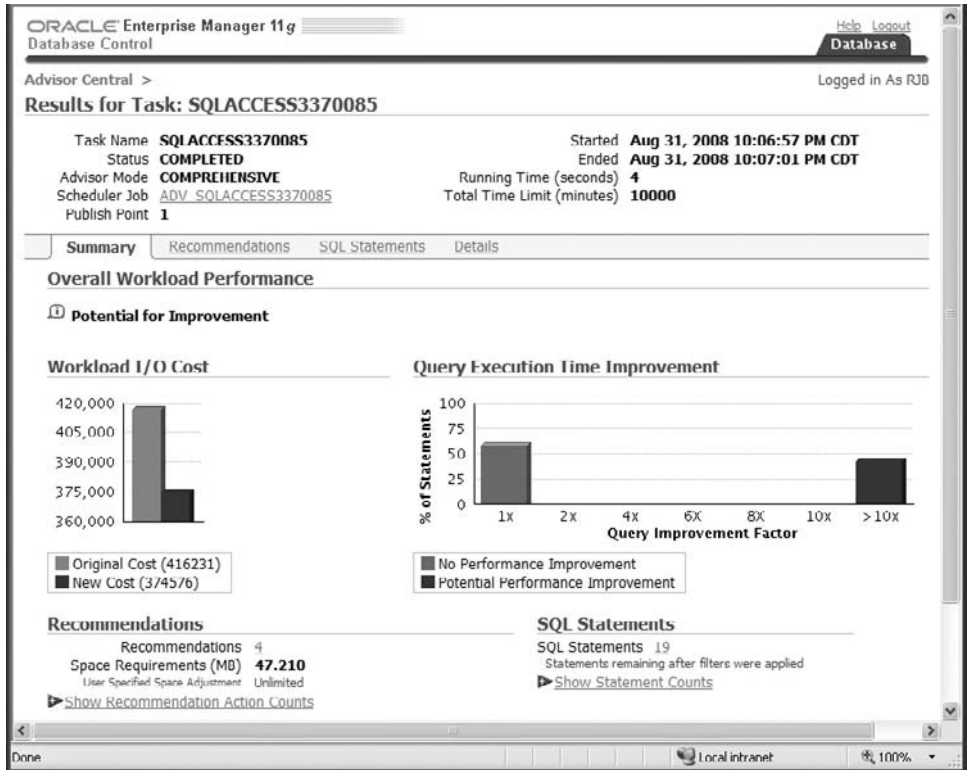 ORACLE Enterprise Manager 11g
Database Control
Help Logout
Database
Advisor Central >
Logged in As RJB
Results for Task: SQLACCESS3370085
Task Name SQLACCESS3370085
Status COMPLETED
Advisor Mode COMPREHENSIVE
Scheduler Job ADV_SQLACCESS3370085
Publish Point 1
Started Aug 31, 2008 10:06:57 PM CDT
Ended Aug 31, 2008 10:07:01 PM CDT
Running Time (seconds) 4
Total Time Limit (minutes) 10000
Summary Recommendations SQL Statements Details
Overall Workload Performance
Potential for Improvement
Workload I/O Cost
420,000
405,000
390,000
375,000
360,000
Original Cost (416231)
New Cost (374576)
Query Execution Time Improvement
% of Statements
100
75
50
25
0
1x 2x 4x 6x 8x 10x >10x
Query Improvement Factor
No Performance Improvement
Potential Performance Improvement
Recommendations
Recommendations 4
Space Requirements (MB) 47.210
User Specified Space Adjustment Unlimited
Show Recommendation Action Counts
SQL Statements
SQL Statements 19
Statements remaining after filters were applied
Show Statement Counts
Done
Local intranet
100%